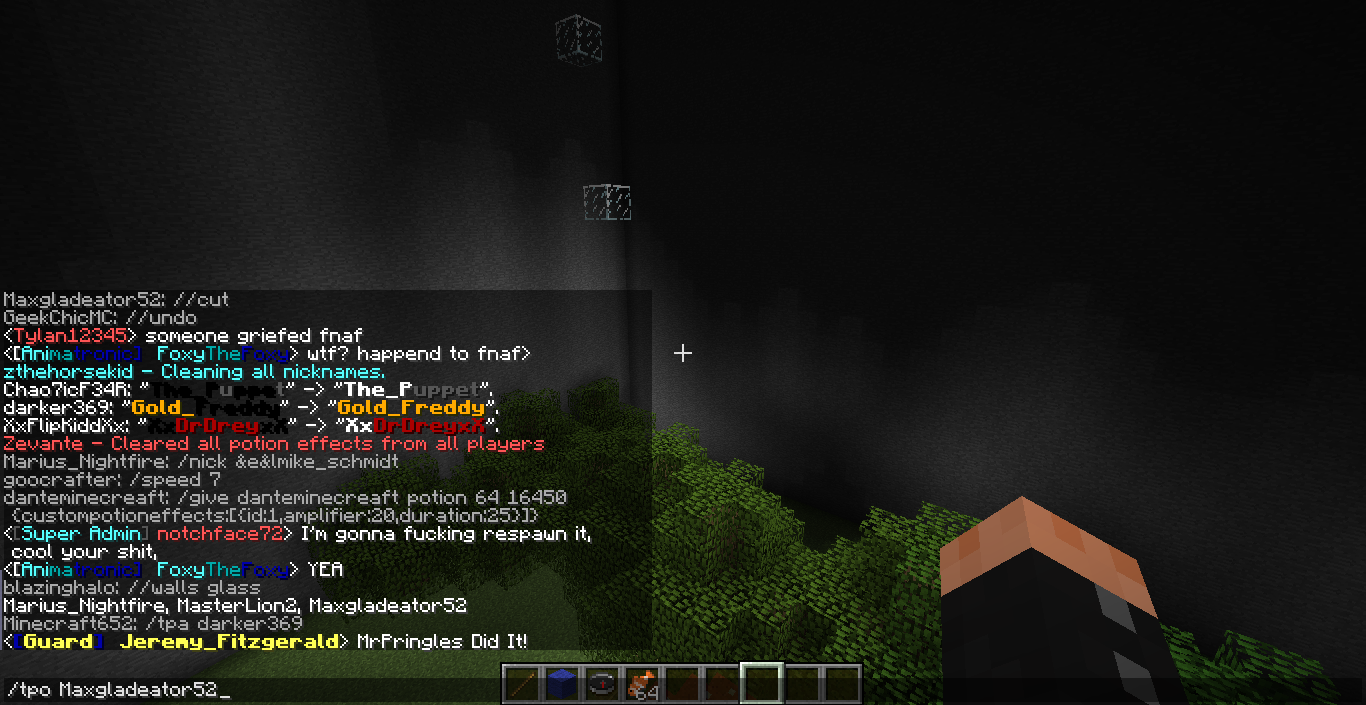 Maxgladeator52: //cut
GeekChicMC: //undo
<Tylan12345> someone griefed fnaf
<[Animatronic] FoxyTheFoxy> wtf? happend to fnaf>
zthehorsekid - Cleaning all nicknames.
Chao7icF34R: "The_Puppet" -> "The_Puppet".
darker369: "Gold_Freddy" -> "Gold_Freddy".
XxFlipKiddXx: "XxDrDreyxX" -> "XxDrDreyxX".
Zevante - Cleared all potion effects from all players
Marius_Nightfire: /nick &e&lmike_schmidt
goocrafter: /speed 7
danteminecreaft: /give danteminecreaft potion 64 16450
{custompotioneffects:[{id:1,amplifier:20,duration:25}]}
<[Super Admin] notchface72> I'm gonna fucking respawn it,
cool your shit,
<[Animatronic] FoxyTheFoxy> YEA
blazinghalo: //walls glass
Marius_Nightfire, MasterLion2, Maxgladeator52
Minecraft652: /tpa darker369
<[Guard] Jeremy_Fitzgerald> MrPringles Did It!
/tpo Maxgladeator52_
64